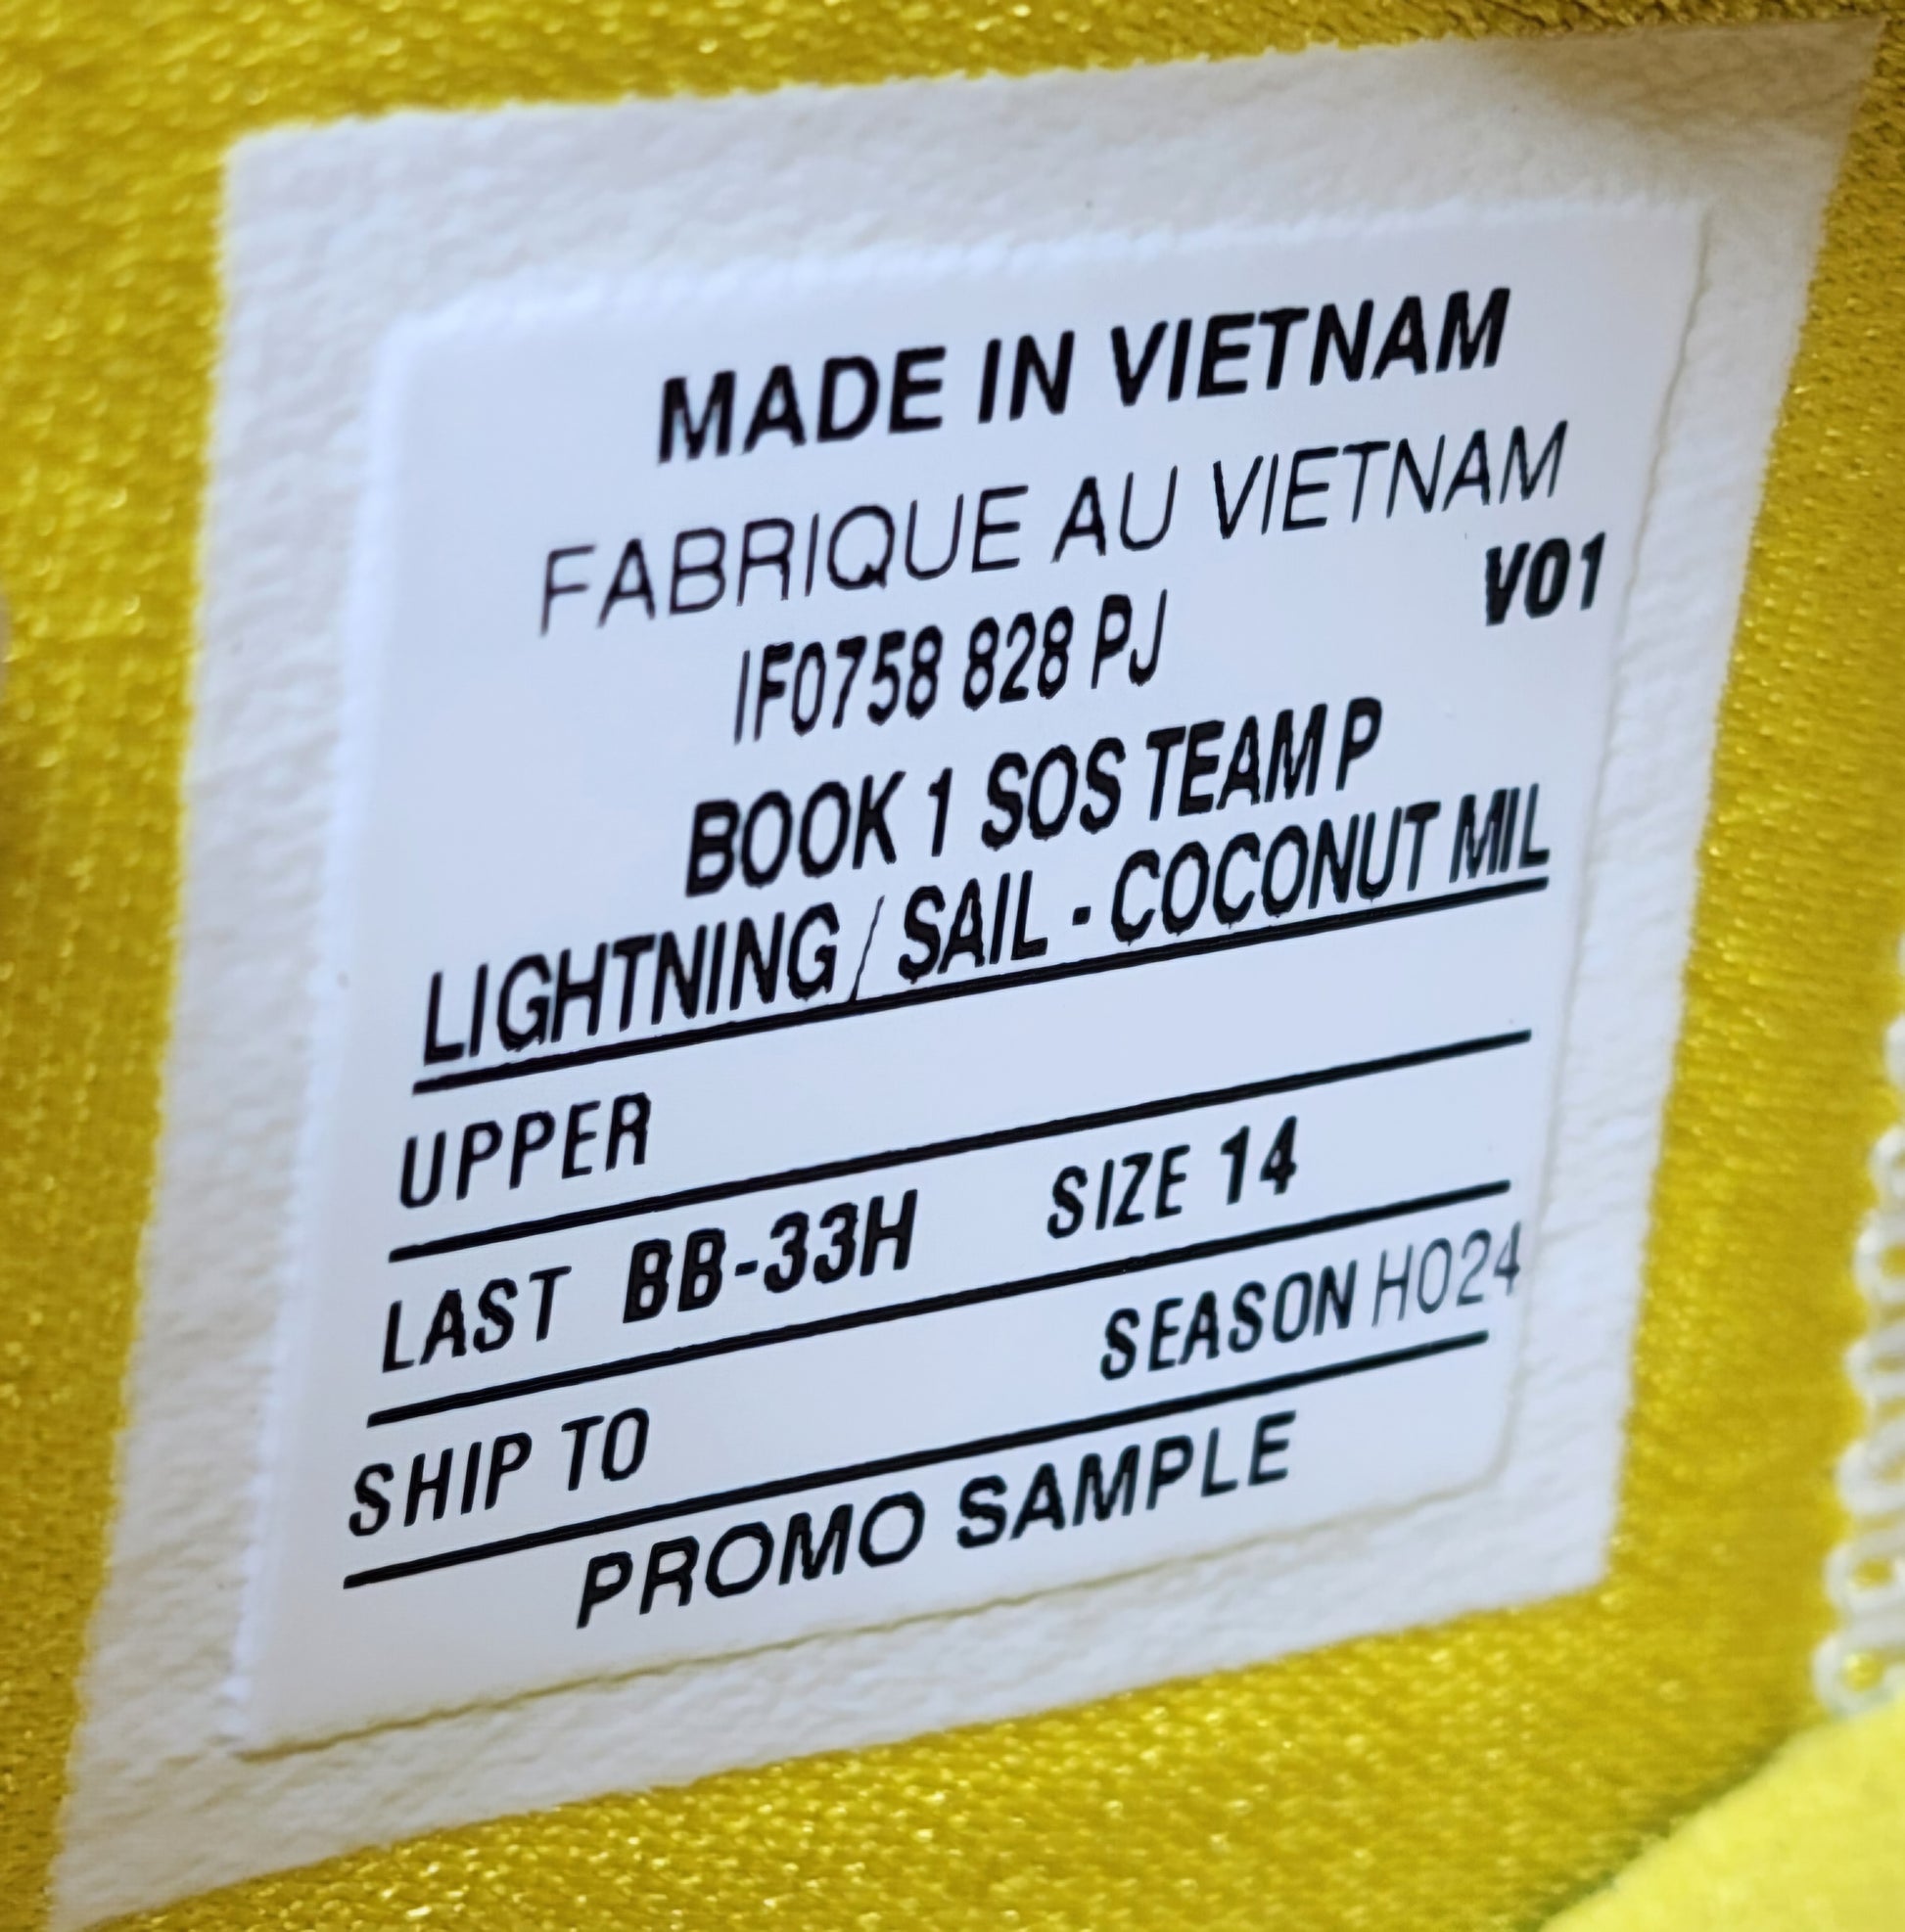 MADE IN VIETNAM
FABRIQUE AU VIETNAM
V01
IF0758 828 PJ
BOOK 1 SOS TEAM P
LIGHTNING / SAIL - COCONUT MIL
UPPER
LAST BB-33H SIZE 14
SHIP TO SEASON HO24
PROMO SAMPLE